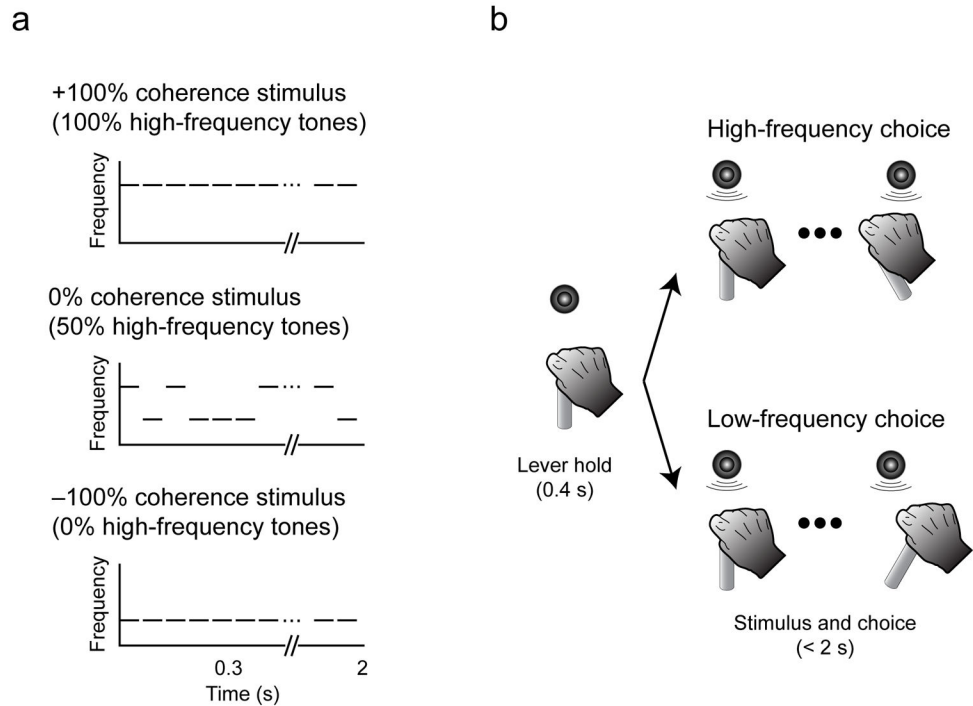 a
+100% coherence stimulus
(100% high-frequency tones)
Frequency
0% coherence stimulus
(50% high-frequency tones)
Frequency
–100% coherence stimulus
(0% high-frequency tones)
Frequency
0.3
2
Time (s)
b
High-frequency choice
Lever hold
(0.4 s)
Low-frequency choice
Stimulus and choice
(< 2 s)